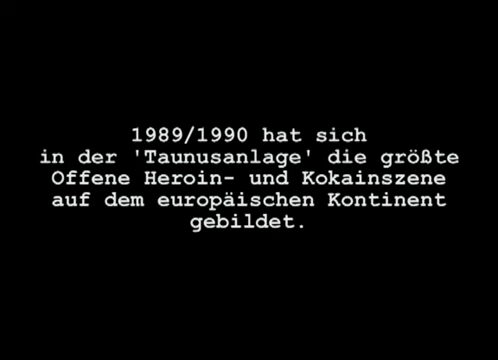 1989/1990 hat sich
in der 'Taunusanlage' die größte
Offene Heroin- und Kokainszene
auf dem europäischen Kontinent
gebildet.